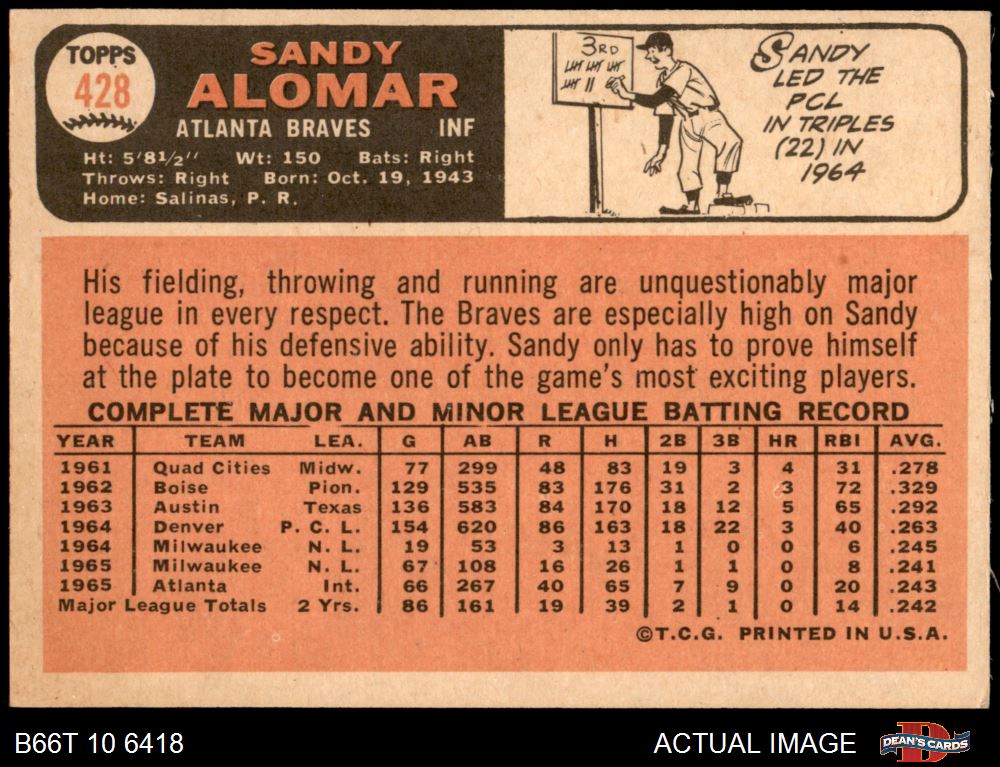 TOPPS
428
SANDY
ALOMAR
ATLANTA BRAVES INF
Ht: 5'8 1/2" Wt: 150 Bats: Right
Throws: Right Born: Oct. 19, 1943
Home: Salinas, P. R.
3RD
SANDY
LED THE
PCL
IN TRIPLES
(22) IN
1964
His fielding, throwing and running are unquestionably major
league in every respect. The Braves are especially high on Sandy
because of his defensive ability. Sandy only has to prove himself
at the plate to become one of the game's most exciting players.
COMPLETE MAJOR AND MINOR LEAGUE BATTING RECORD
YEAR TEAM LEA. G AB R H 2B 3B HR RBI AVG.
1961 Quad Cities Midw. 77 299 48 83 19 3 4 31 .278
1962 Boise Pion. 129 535 83 176 31 2 3 72 .329
1963 Austin Texas 136 583 84 170 18 12 5 65 .292
1964 Denver P. C. L. 154 620 86 163 18 22 3 40 .263
1964 Milwaukee N. L. 19 53 3 13 1 0 0 6 .245
1965 Milwaukee N. L. 67 108 16 26 1 1 0 8 .241
1965 Atlanta Int. 66 267 40 65 7 9 0 20 .243
Major League Totals 2 Yrs. 86 161 19 39 2 1 0 14 .242
©T.C.G. PRINTED IN U.S.A.
B66T 10 6418 ACTUAL IMAGE DEAN'S CARDS